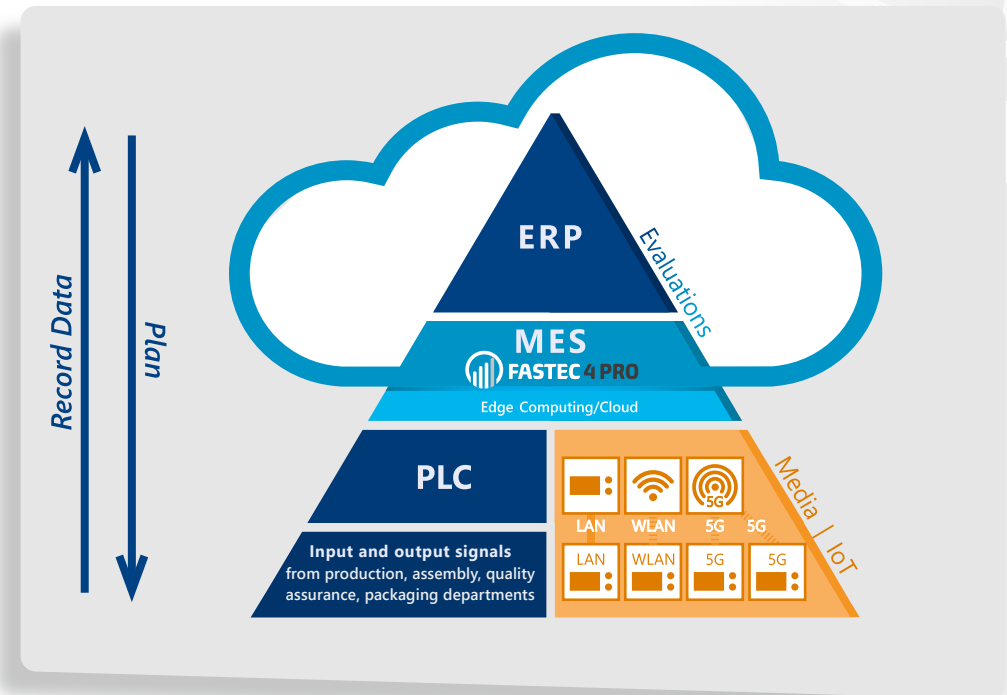 Record Data
Plan
ERP
Evaluations
MES
FASTEC 4 PRO
Edge Computing/Cloud
PLC
Media | IoT
5G
LAN WLAN 5G 5G
LAN WLAN 5G 5G
Input and output signals
from production, assembly, quality
assurance, packaging departments